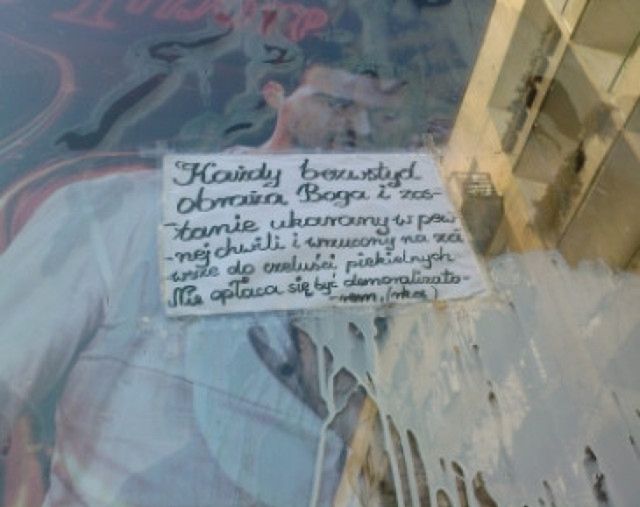 Każdy bezwstyd
obraża Boga i zos-
-tanie ukarany w pew
-nej chwili i wrzucony na za
wsze do czeluści piekielnych
Nie opłaca się być demoralizato-
-rem, (rką)